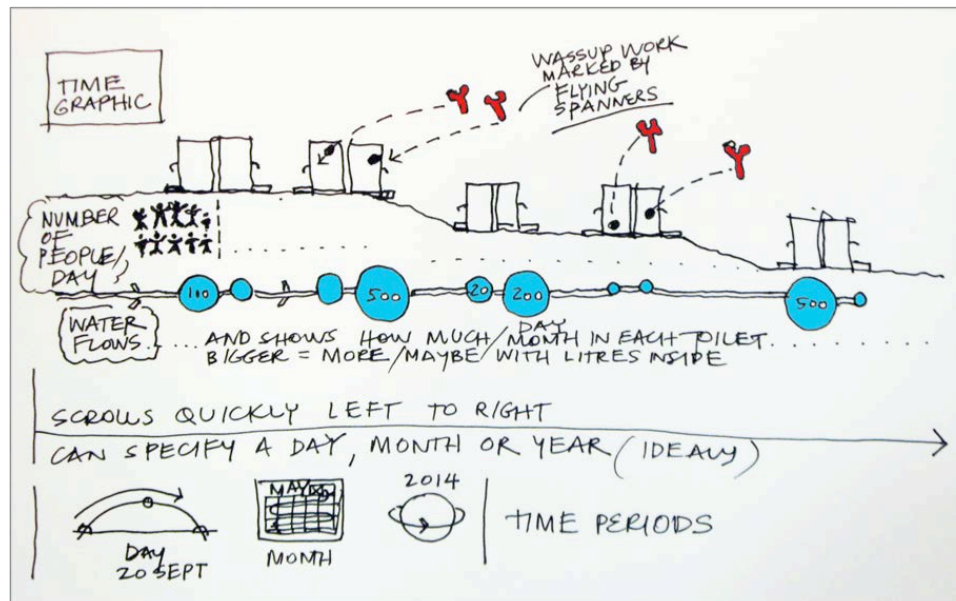 TIME
GRAPHIC
WASSUP WORK
MARKED BY
FLYING
SPANNERS
NUMBER
OF
PEOPLE/
DAY
100
500
20
200
500
WATER
FLOWS
....AND SHOWS HOW MUCH/DAY
MONTH IN EACH TOILET........
BIGGER = MORE/MAYBE/WITH LITRES INSIDE
SCROLLS QUICKLY LEFT TO RIGHT
CAN SPECIFY A DAY, MONTH OR YEAR (IDEALY)
DAY
20 SEPT
MAY
MONTH
2014
TIME PERIODS